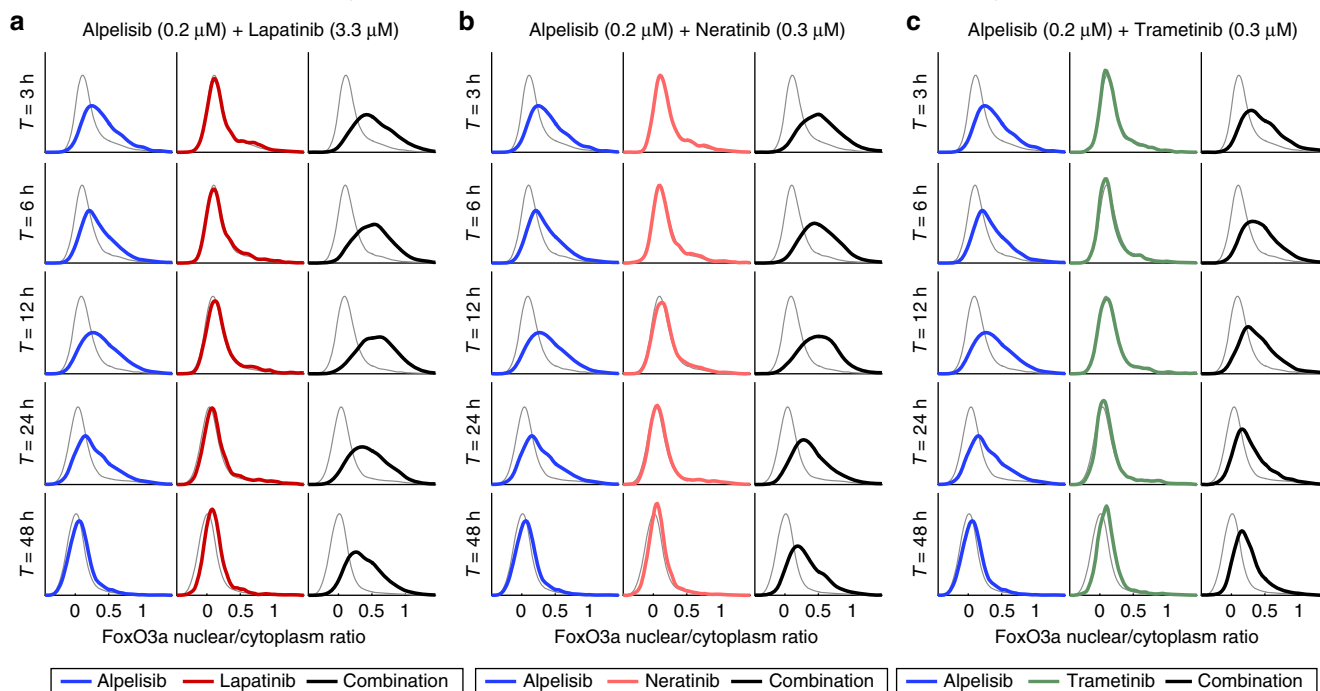 a
Alpelisib (0.2 μM) + Lapatinib (3.3 μM)
T = 3 h
T = 6 h
T = 12 h
T = 24 h
T = 48 h
0 0.5 1 0 0.5 1 0 0.5 1
FoxO3a nuclear/cytoplasm ratio
Alpelisib Lapatinib Combination
b
Alpelisib (0.2 μM) + Neratinib (0.3 μM)
T = 3 h
T = 6 h
T = 12 h
T = 24 h
T = 48 h
0 0.5 1 0 0.5 1 0 0.5 1
FoxO3a nuclear/cytoplasm ratio
Alpelisib Neratinib Combination
c
Alpelisib (0.2 μM) + Trametinib (0.3 μM)
T = 3 h
T = 6 h
T = 12 h
T = 24 h
T = 48 h
0 0.5 1 0 0.5 1 0 0.5 1
FoxO3a nuclear/cytoplasm ratio
Alpelisib Trametinib Combination